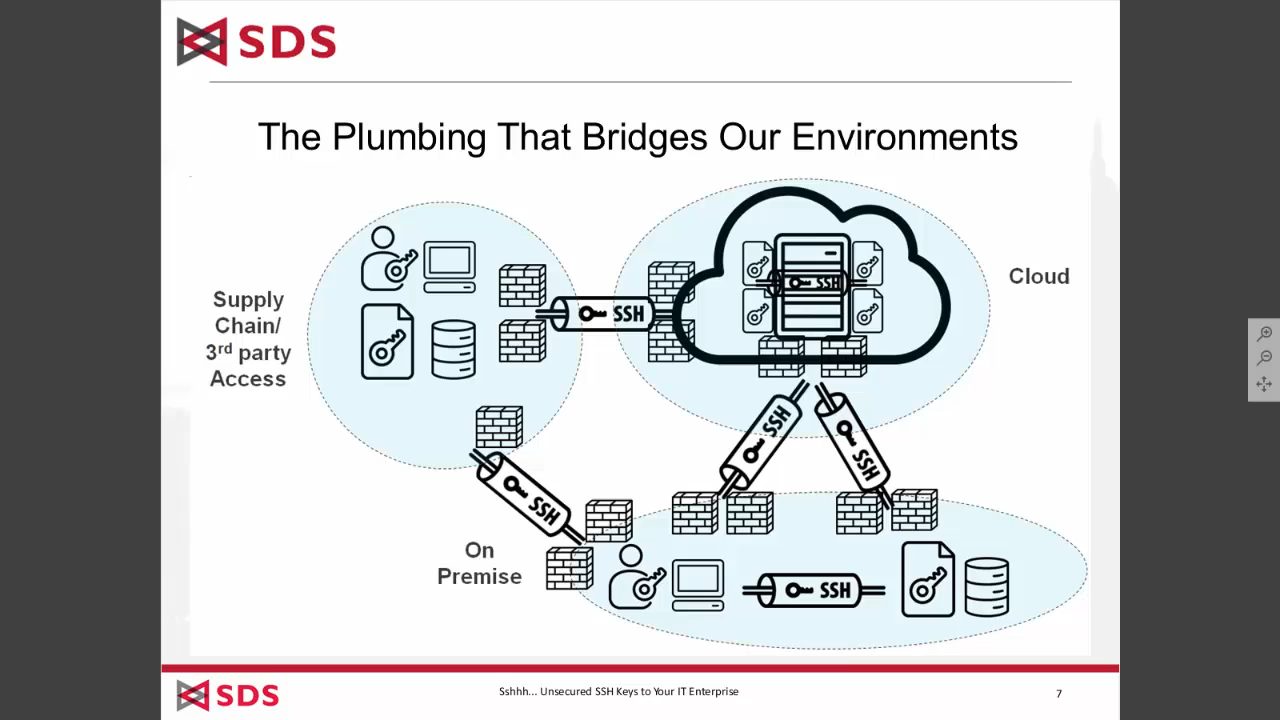 SDS
The Plumbing That Bridges Our Environments
Supply
Chain/
3rd party
Access
SSH
SSH
Cloud
SSH
SSH
SSH
On
Premise
SSH
SDS
Sshhh... Unsecured SSH Keys to Your IT Enterprise
7